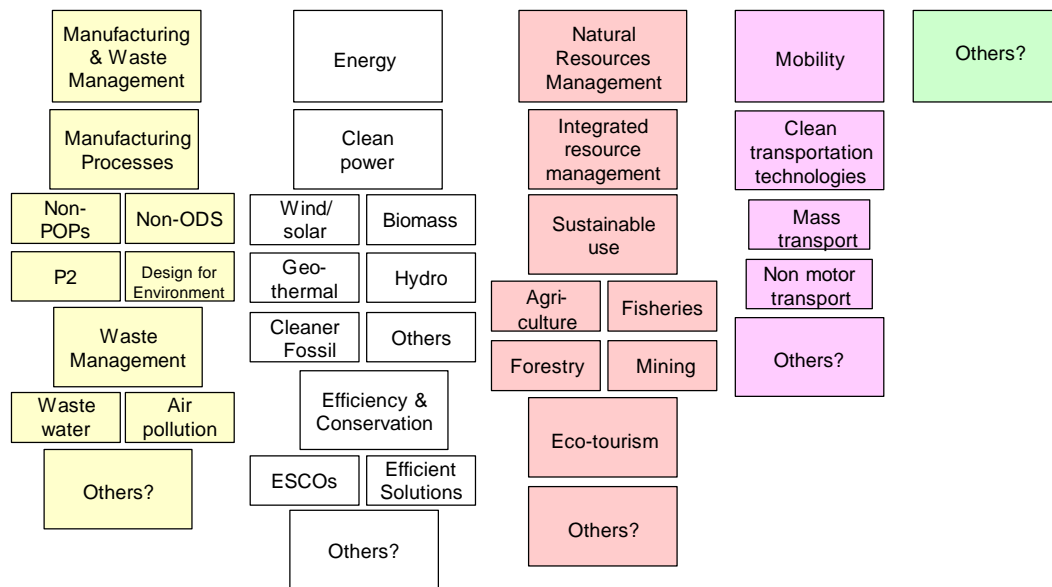 Manufacturing
& Waste
Management
Manufacturing
Processes
Non-
POPs
Non-ODS
P2
Design for
Environment
Waste
Management
Waste
water
Air
pollution
Others?
Energy
Clean
power
Wind/
solar
Biomass
Geo-
thermal
Hydro
Cleaner
Fossil
Others
Efficiency &
Conservation
ESCOs
Efficient
Solutions
Others?
Natural
Resources
Management
Integrated
resource
management
Sustainable
use
Agri-
culture
Fisheries
Forestry
Mining
Eco-tourism
Others?
Mobility
Clean
transportation
technologies
Mass
transport
Non motor
transport
Others?
Others?